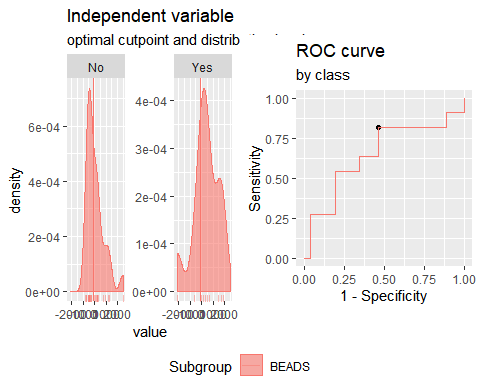 Independent variable
optimal cutpoint and distrib
No
Yes
density
6e-04
4e-04
2e-04
0e+00
4e-04
3e-04
2e-04
1e-04
0e+00
value
ROC curve
by class
Sensitivity
1.00
0.75
0.50
0.25
0.00
0.00 0.25 0.50 0.75 1.00
1 - Specificity
Subgroup BEADS